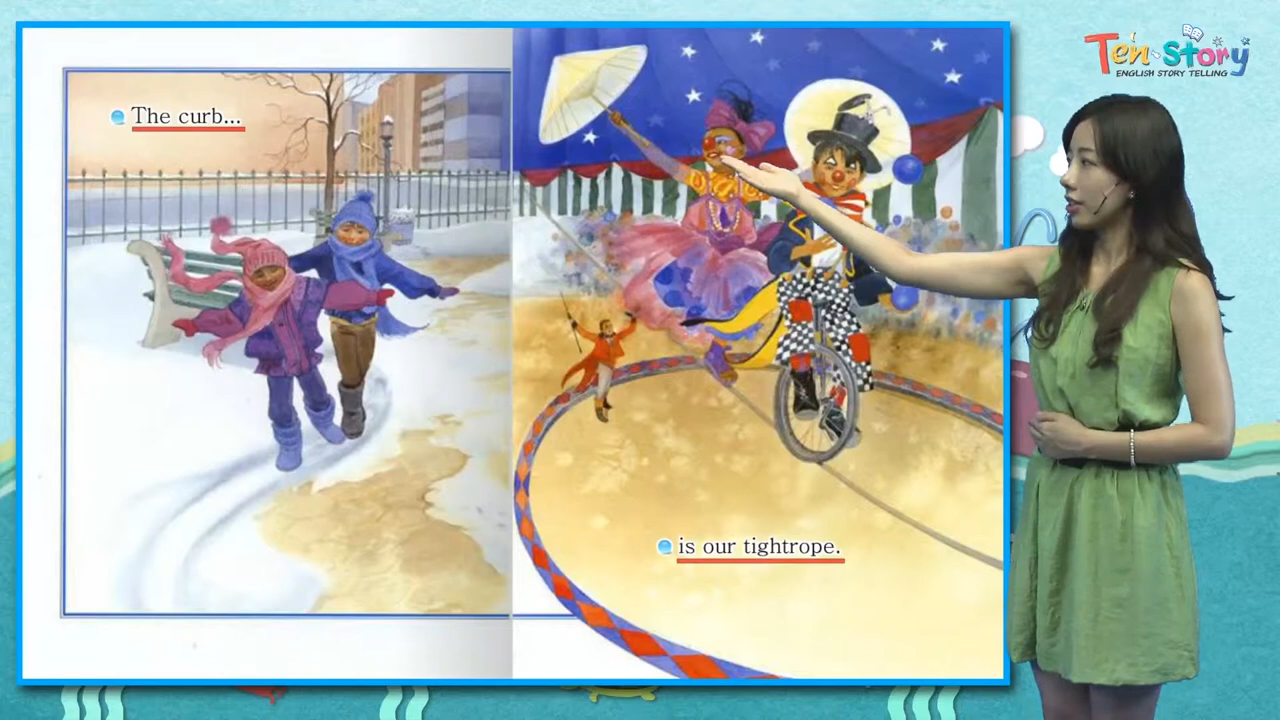 Ten Story
ENGLISH STORY TELLING
The curb...
is our tightrope.